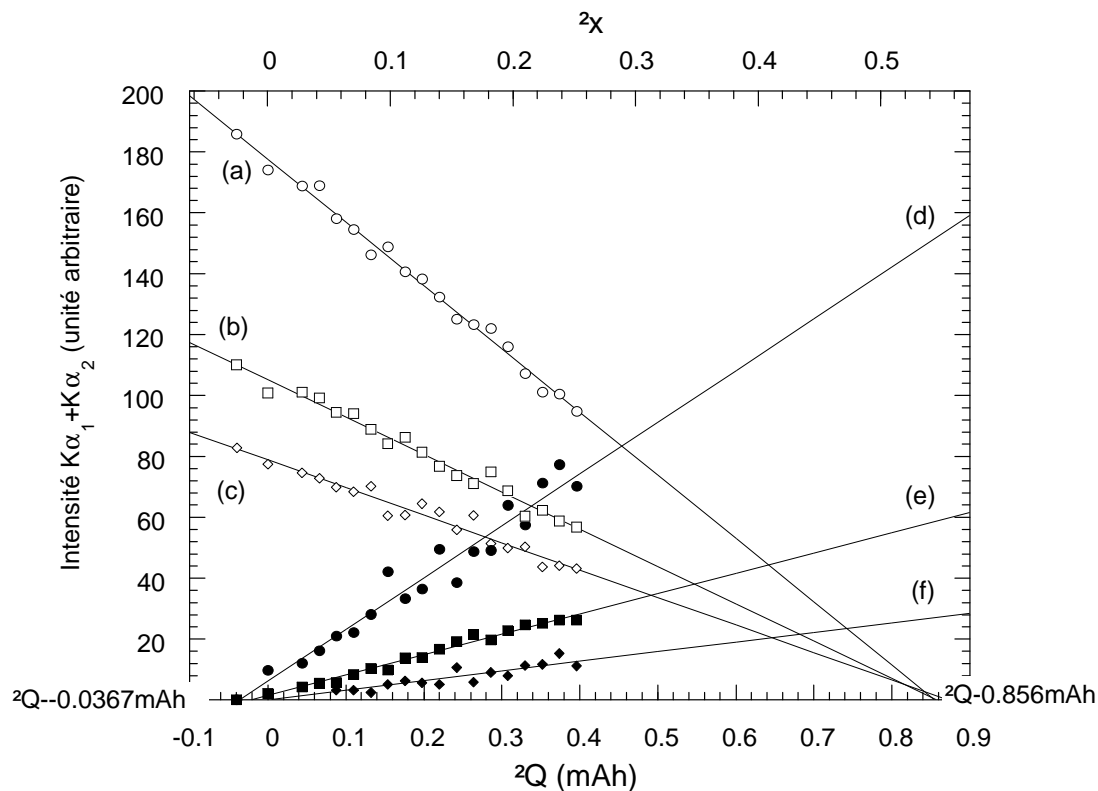 ²x
0 0.1 0.2 0.3 0.4 0.5
200
180
160
140
120
100
80
60
40
20
Intensité Kα₁+Kα₂ (unité arbitraire)
(a)
(b)
(c)
(d)
(e)
(f)
²Q--0.0367mAh
²Q-0.856mAh
-0.1 0 0.1 0.2 0.3 0.4 0.5 0.6 0.7 0.8 0.9
²Q (mAh)